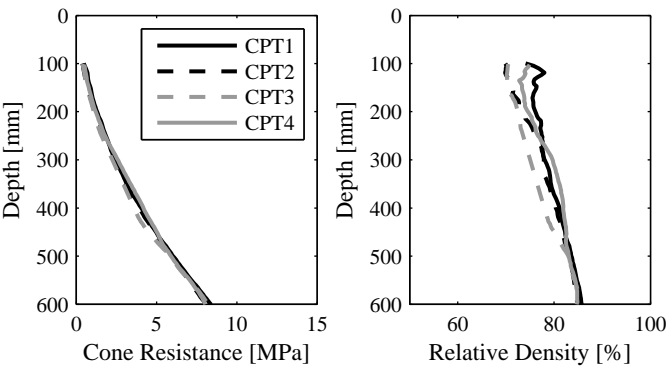 0
100
200
300
400
500
600
Depth [mm]
0 5 10 15
Cone Resistance [MPa]
CPT1
CPT2
CPT3
CPT4
0
100
200
300
400
500
600
Depth [mm]
60 80 100
Relative Density [%]